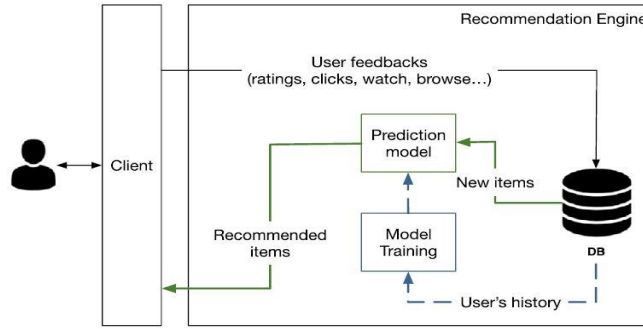 Recommendation Engine
User feedbacks
(ratings, clicks, watch, browse...)
Client
Prediction
model
New items
Recommended
items
Model
Training
DB
User's history